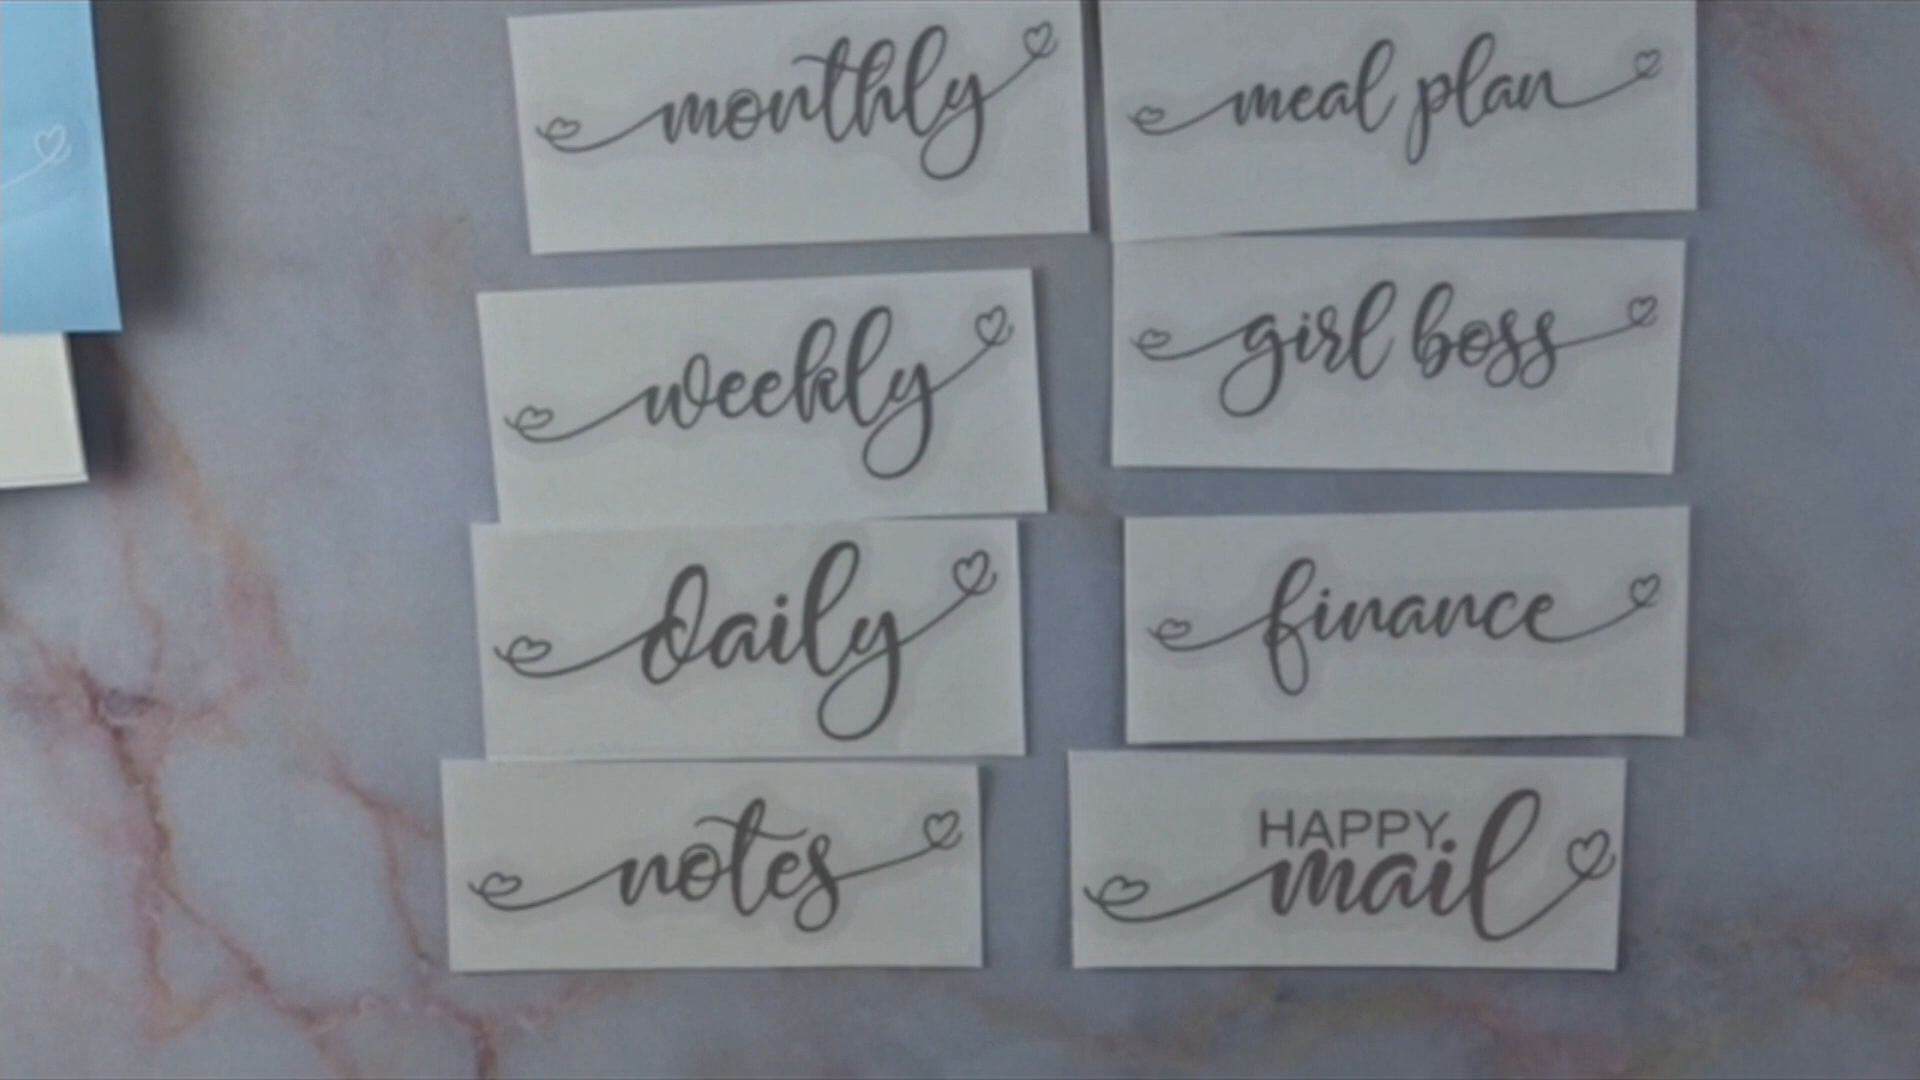 monthly
meal plan
weekly
girl boss
daily
finance
notes
HAPPY
mail